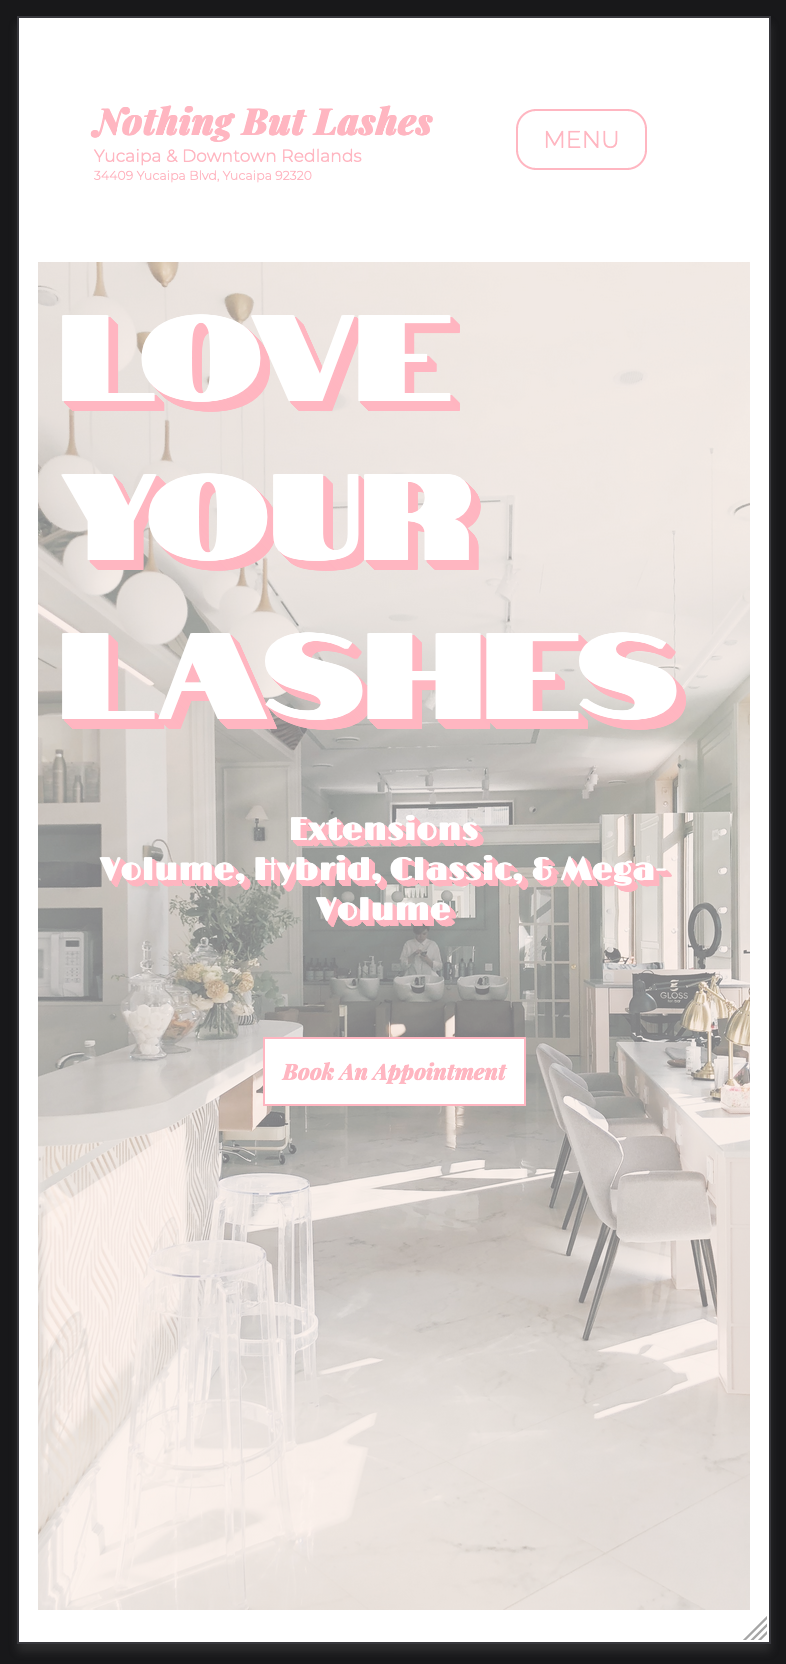 Nothing But Lashes
Yucaipa & Downtown Redlands
34409 Yucaipa Blvd, Yucaipa 92320
MENU
LOVE
YOUR
LASHES
Extensions
Volume, Hybrid, Classic, & Mega-
Volume
GLOSS
Book An Appointment